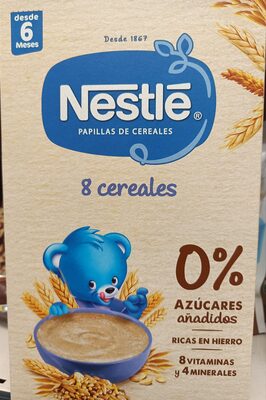 desde
6
Meses
Desde 1867
Nestlé®
PAPILLAS DE CEREALES
8 cereales
0%
AZÚCARES
añadidos
RICAS EN HIERRO
8 VITAMINAS
y 4 MINERALES